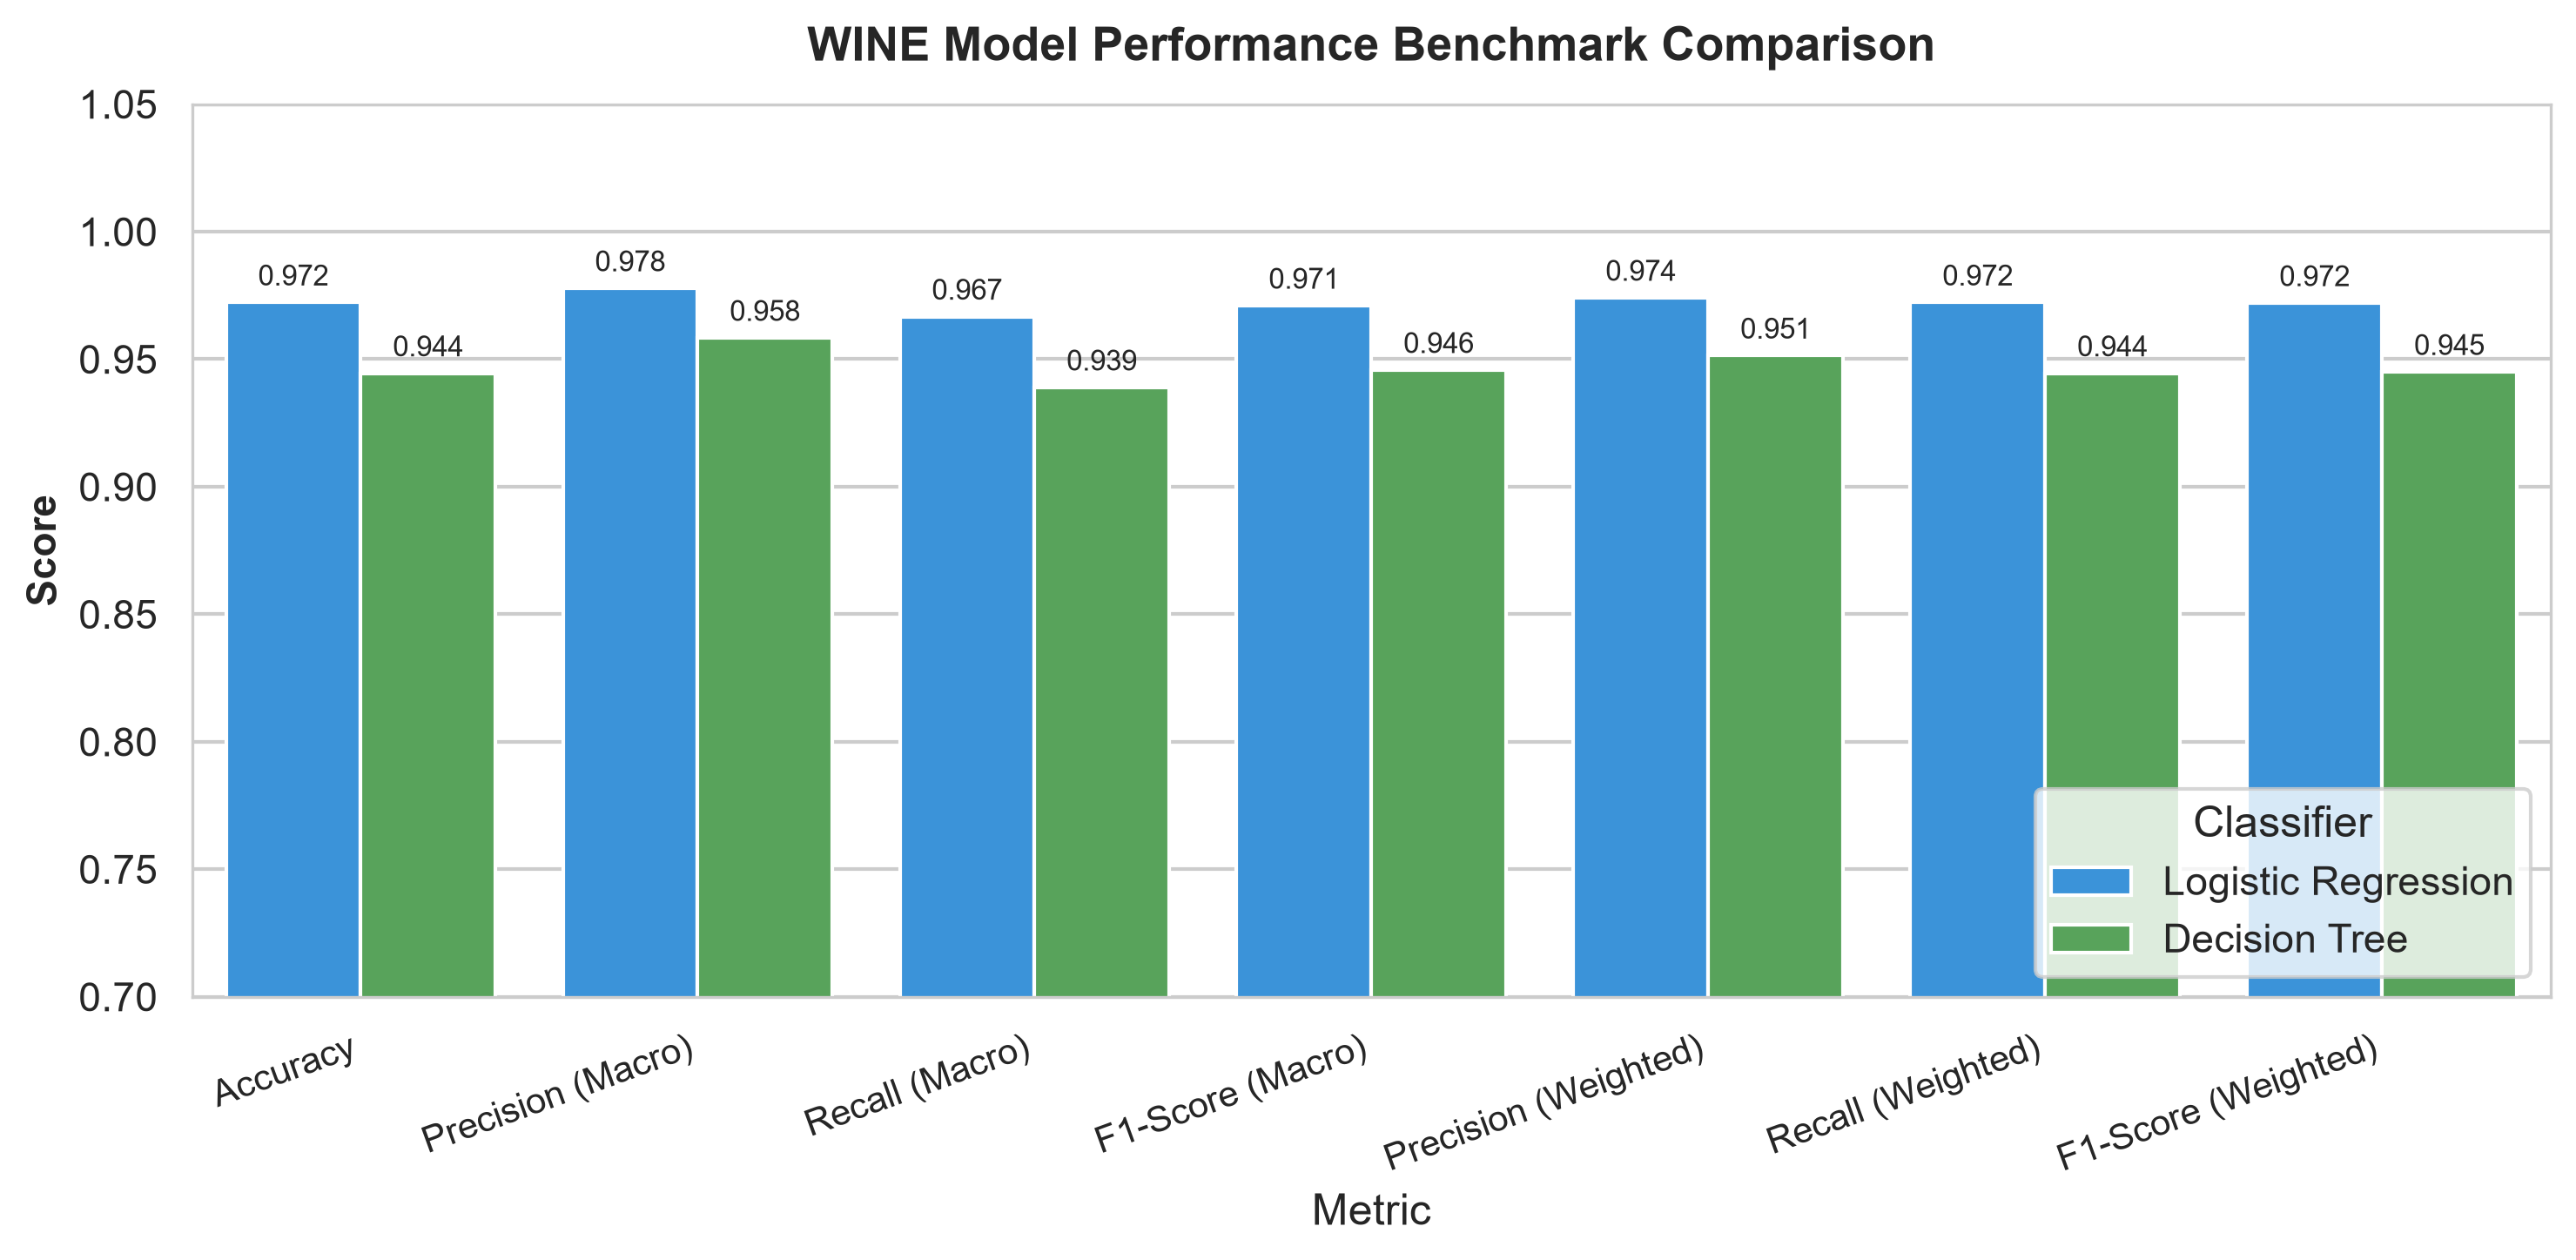 WINE Model Performance Benchmark Comparison
1.05
1.00
0.95
0.90
0.85
0.80
0.75
0.70
Score
0.972
0.944
0.978
0.958
0.967
0.939
0.971
0.946
0.974
0.951
0.972
0.944
0.972
0.945
Classifier
Logistic Regression
Decision Tree
Accuracy
Precision (Macro)
Recall (Macro)
F1-Score (Macro)
Precision (Weighted)
Recall (Weighted)
F1-Score (Weighted)
Metric